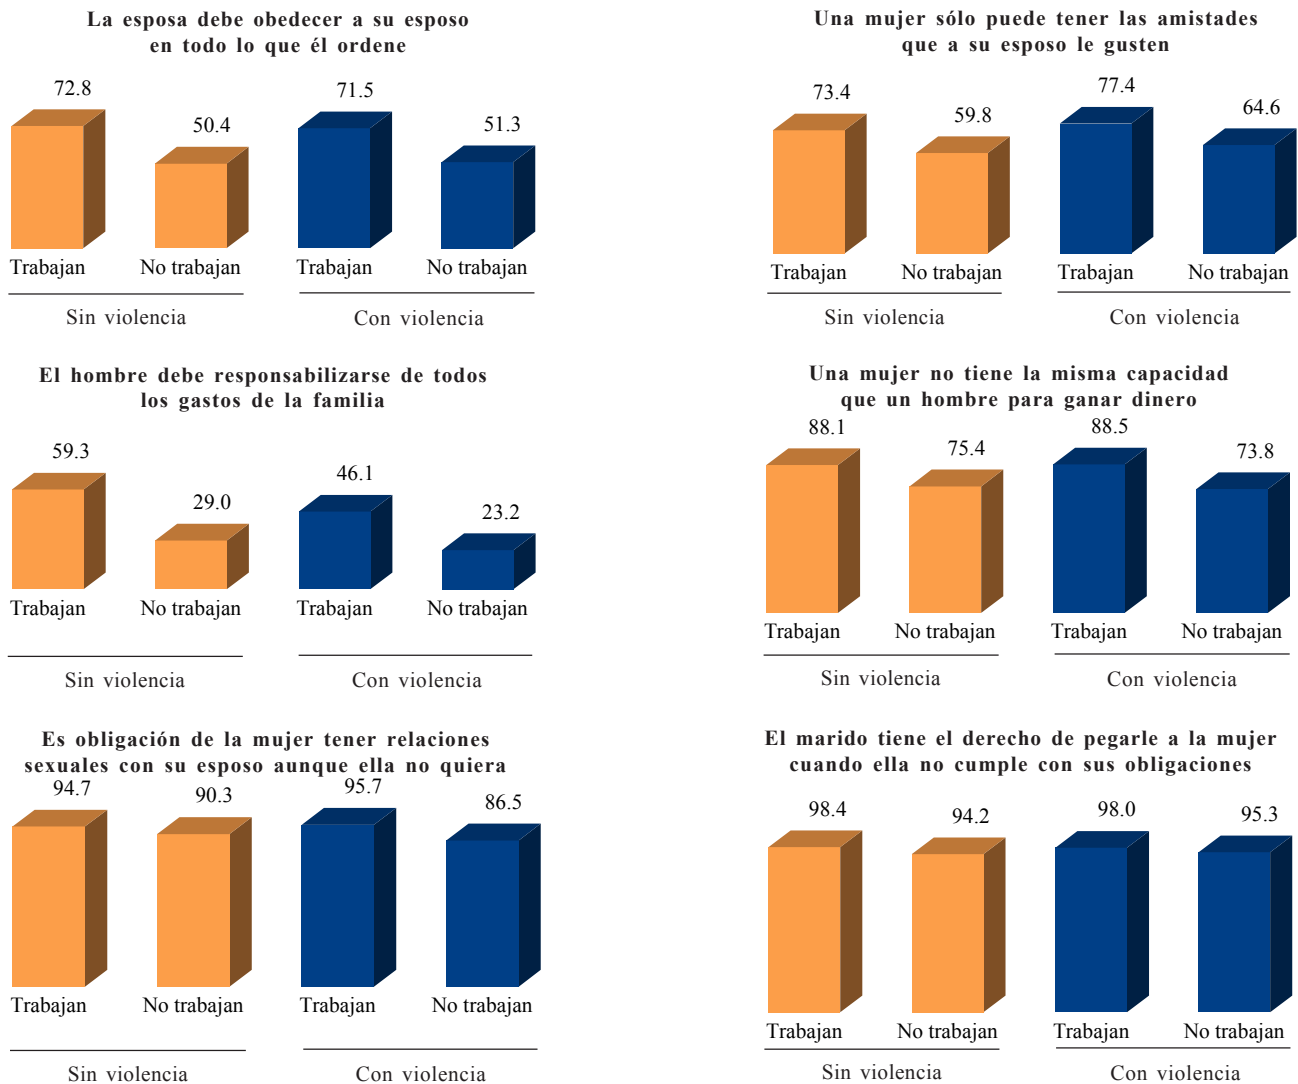 La esposa debe obedecer a su esposo
en todo lo que él ordene
72.8
50.4
71.5
51.3
Trabajan
No trabajan
Trabajan
No trabajan
Sin violencia
Con violencia
Una mujer sólo puede tener las amistades
que a su esposo le gusten
73.4
59.8
77.4
64.6
Trabajan
No trabajan
Trabajan
No trabajan
Sin violencia
Con violencia
El hombre debe responsabilizarse de todos
los gastos de la familia
59.3
29.0
46.1
23.2
Trabajan
No trabajan
Trabajan
No trabajan
Sin violencia
Con violencia
Una mujer no tiene la misma capacidad
que un hombre para ganar dinero
88.1
75.4
88.5
73.8
Trabajan
No trabajan
Trabajan
No trabajan
Sin violencia
Con violencia
Es obligación de la mujer tener relaciones
sexuales con su esposo aunque ella no quiera
94.7
90.3
95.7
86.5
Trabajan
No trabajan
Trabajan
No trabajan
Sin violencia
Con violencia
El marido tiene el derecho de pegarle a la mujer
cuando ella no cumple con sus obligaciones
98.4
94.2
98.0
95.3
Trabajan
No trabajan
Trabajan
No trabajan
Sin violencia
Con violencia